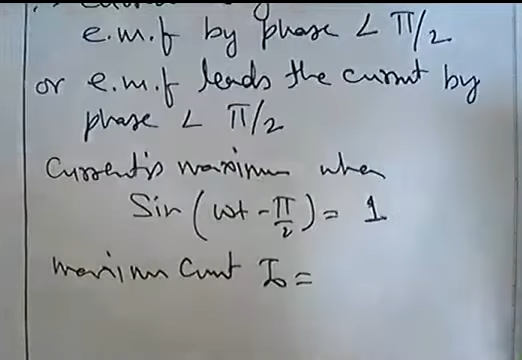 e.m.f by phase ∠ π/2
or e.m.f leads the current by
phase ∠ π/2
Current is maximum when
Sin (ωt - π/2) = 1
maximum Current I₀ =